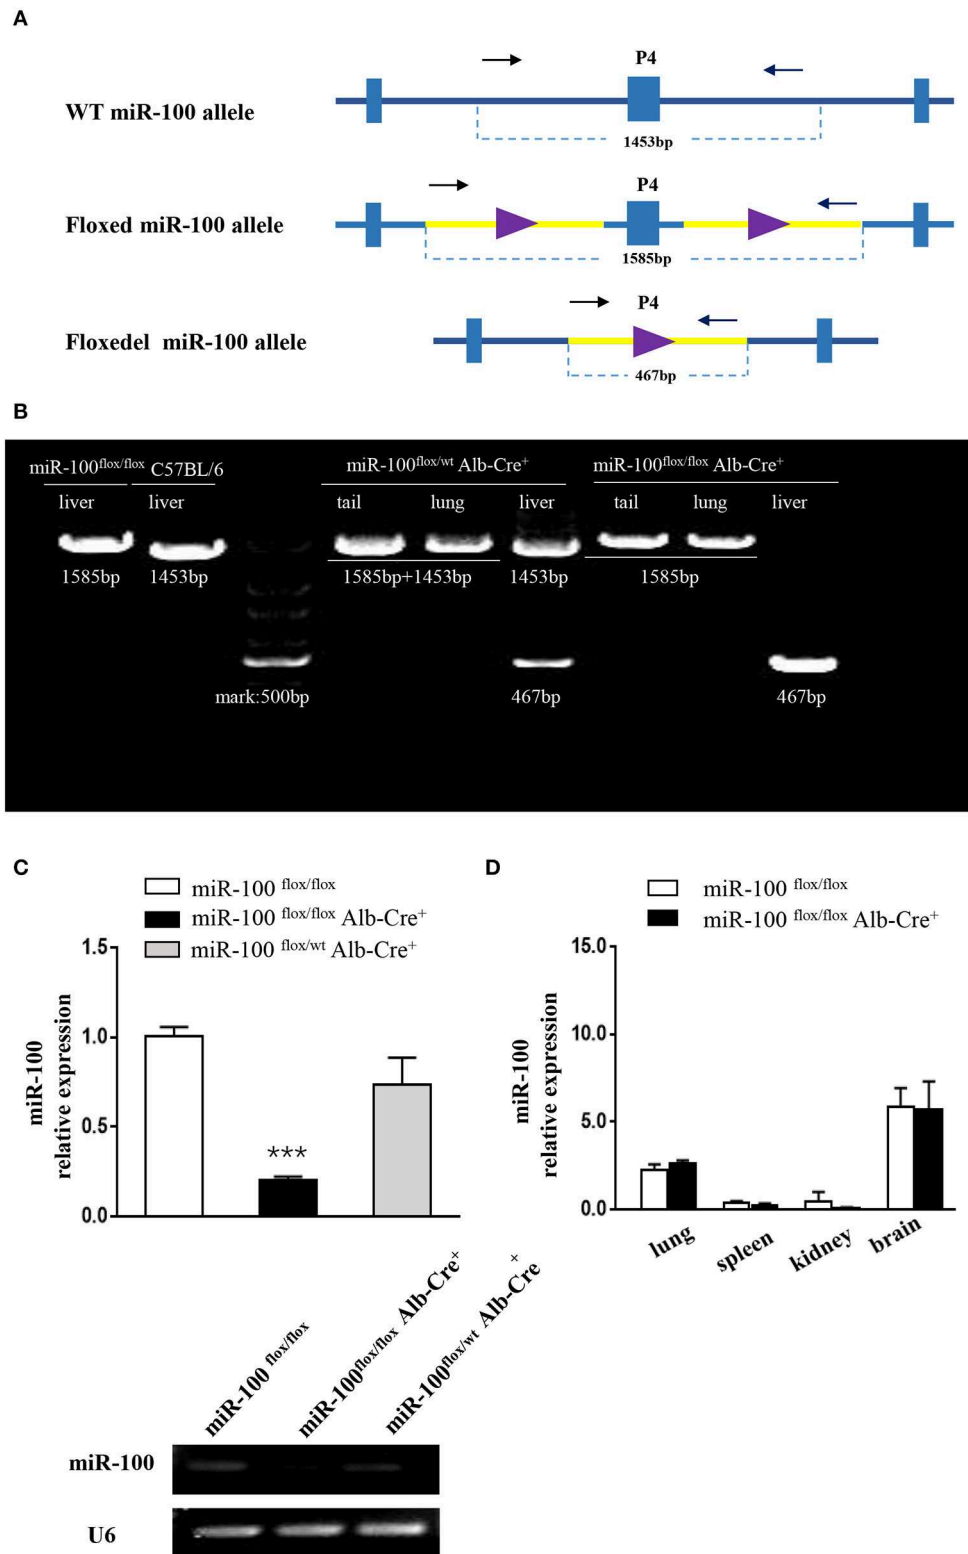 A
P4
WT miR-100 allele
1453bp
P4
Floxed miR-100 allele
1585bp
P4
Floxedel miR-100 allele
467bp
B
miR-100flox/flox C57BL/6 miR-100flox/wt Alb-Cre+ miR-100flox/flox Alb-Cre+
liver liver tail lung liver tail lung liver
1585bp 1453bp 1585bp+1453bp 1453bp 1585bp
mark:500bp 467bp 467bp
C
miR-100 flox/flox
miR-100 flox/flox Alb-Cre+
miR-100 flox/wt Alb-Cre+
miR-100
relative expression
1.5
1.0
0.5
0.0
***
miR-100 flox/flox
miR-100flox/flox Alb-Cre+
miR-100flox/wt Alb-Cre+
miR-100
U6
D
miR-100 flox/flox
miR-100 flox/flox Alb-Cre+
miR-100
relative expression
15.0
10.0
5.0
0.0
lung spleen kidney brain